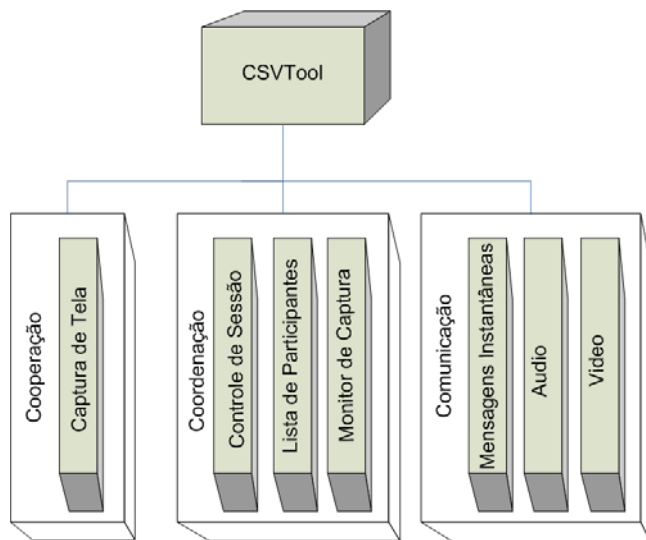 CSVTool
Cooperação
Captura de Tela
Coordenação
Controle de Sessão
Lista de Participantes
Monitor de Captura
Comunicação
Mensagens Instantâneas
Audio
Video